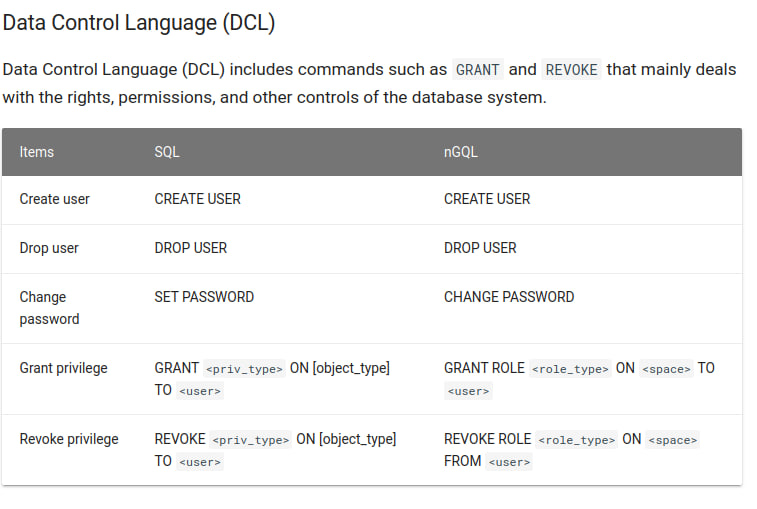 Data Control Language (DCL)
Data Control Language (DCL) includes commands such as GRANT and REVOKE that mainly deals
with the rights, permissions, and other controls of the database system.
Items SQL nGQL
Create user CREATE USER CREATE USER
Drop user DROP USER DROP USER
Change SET PASSWORD CHANGE PASSWORD
password
Grant privilege GRANT <priv_type> ON [object_type] GRANT ROLE <role_type> ON <space> TO
TO <user> <user>
Revoke privilege REVOKE <priv_type> ON [object_type] REVOKE ROLE <role_type> ON <space>
TO <user> FROM <user>